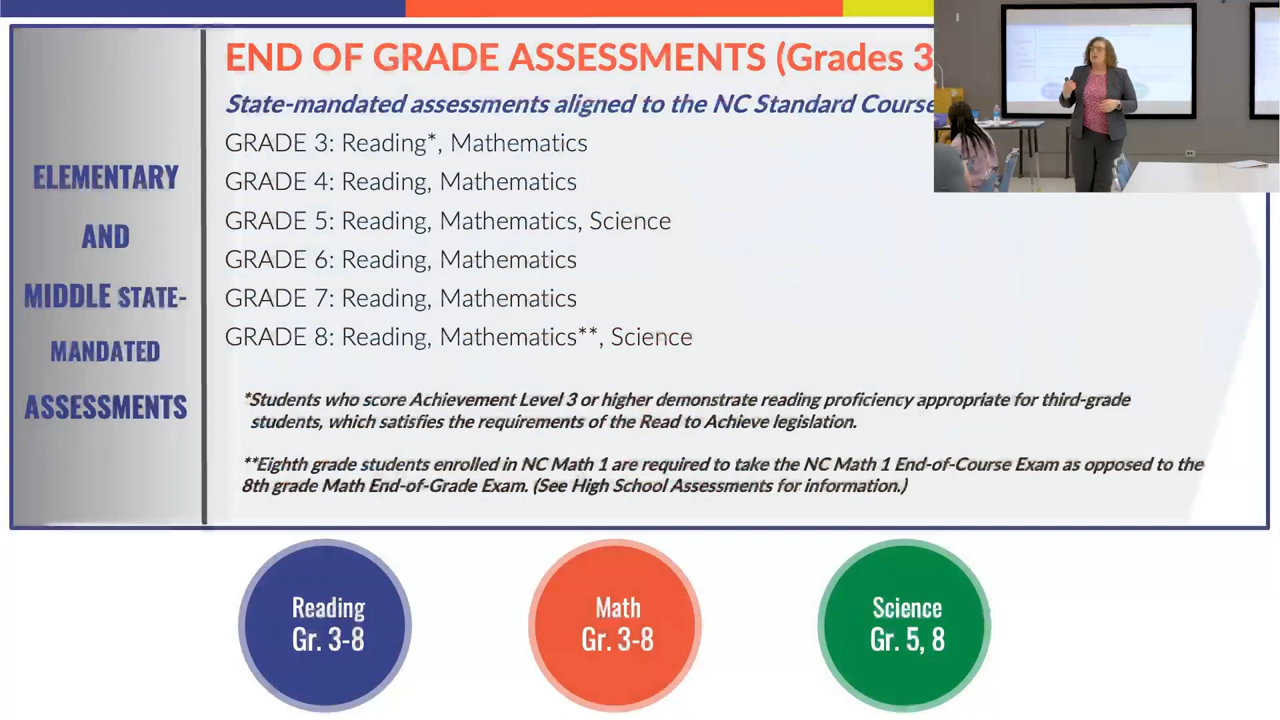 END OF GRADE ASSESSMENTS (Grades 3
State-mandated assessments aligned to the NC Standard Course
GRADE 3: Reading*, Mathematics
GRADE 4: Reading, Mathematics
GRADE 5: Reading, Mathematics, Science
GRADE 6: Reading, Mathematics
GRADE 7: Reading, Mathematics
GRADE 8: Reading, Mathematics**, Science
ELEMENTARY
AND
MIDDLE STATE-
MANDATED
ASSESSMENTS
*Students who score Achievement Level 3 or higher demonstrate reading proficiency appropriate for third-grade
students, which satisfies the requirements of the Read to Achieve legislation.
**Eighth grade students enrolled in NC Math 1 are required to take the NC Math 1 End-of-Course Exam as opposed to the
8th grade Math End-of-Grade Exam. (See High School Assessments for information.)
Reading
Gr. 3-8
Math
Gr. 3-8
Science
Gr. 5, 8